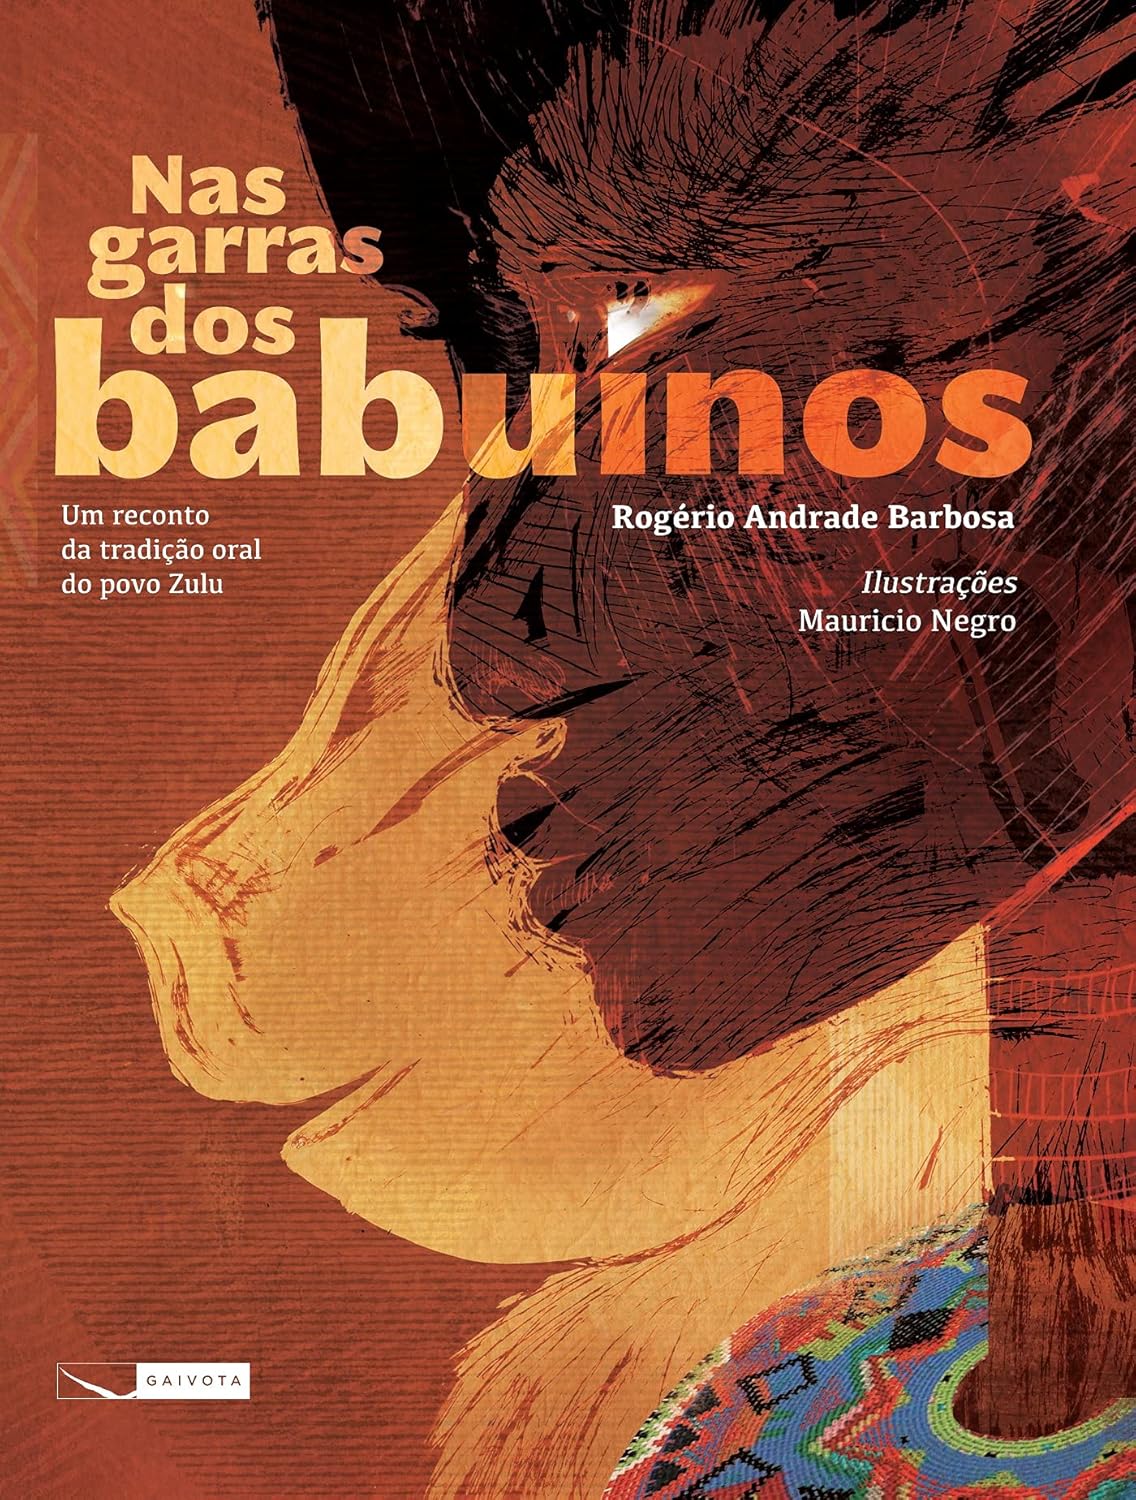 Nas
garras
dos
babuínos
Um reconto
da tradição oral
do povo Zulu
Rogério Andrade Barbosa
Ilustrações
Mauricio Negro
GAIVOTA